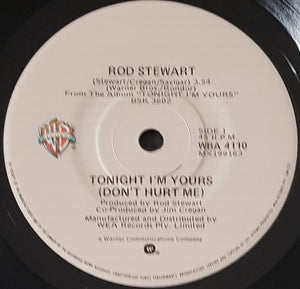 ROD STEWART
(Stewart/Cregan/Savigar) 3.54
(Warner Bros/Rondor)
From The Album "TONIGHT I'M YOURS"
BSK 3602
SIDE 1
45 R.P.M.
WBA 4110
MX199163
TONIGHT I'M YOURS
(DON'T HURT ME)
Produced by Rod Stewart
Co-Produced by Jim Cregan
Manufactured and Distributed by
WEA Records Pty. Limited
a Warner Communications Company